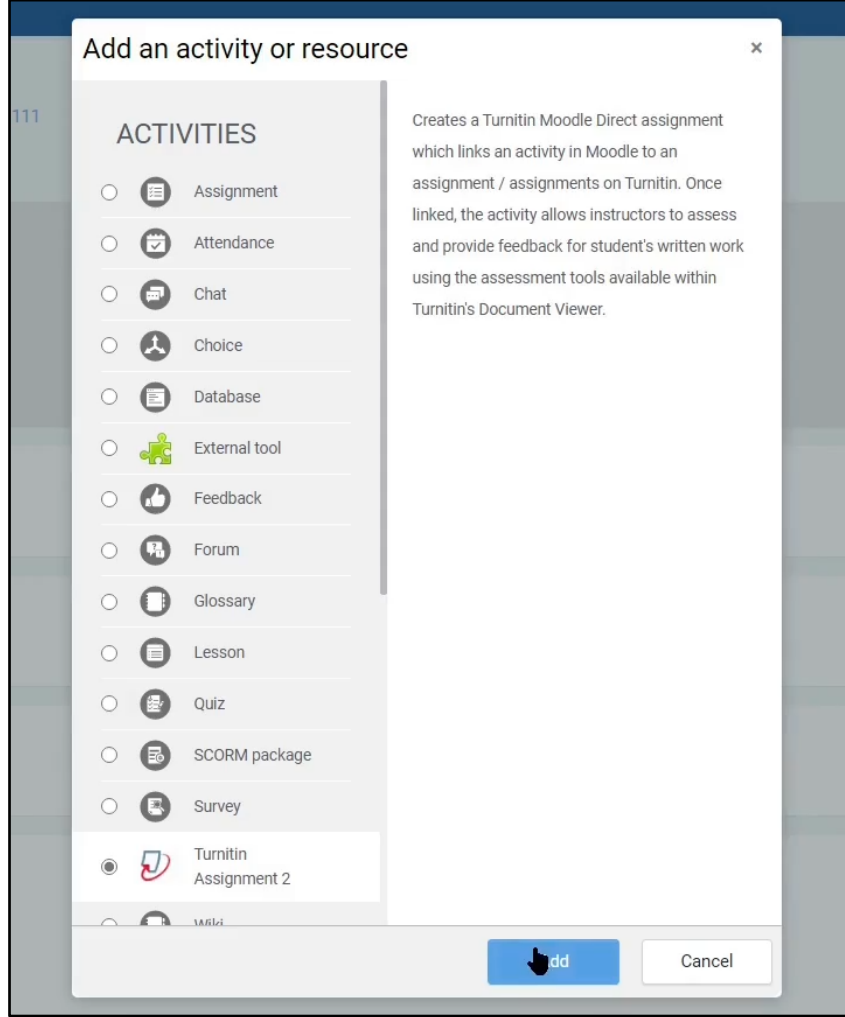 Add an activity or resource
×
111
ACTIVITIES
Assignment
Attendance
Chat
Choice
Database
External tool
Feedback
Forum
Glossary
Lesson
Quiz
SCORM package
Survey
Turnitin
Assignment 2
Wiki
Creates a Turnitin Moodle Direct assignment
which links an activity in Moodle to an
assignment / assignments on Turnitin. Once
linked, the activity allows instructors to assess
and provide feedback for student's written work
using the assessment tools available within
Turnitin's Document Viewer.
Add
Cancel